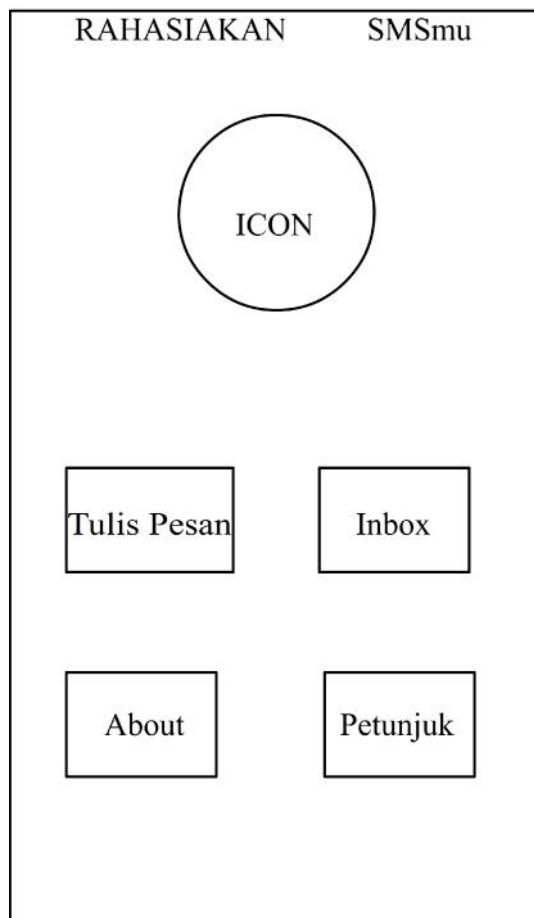 RAHASIAKAN SMSmu
ICON
Tulis Pesan
Inbox
About
Petunjuk